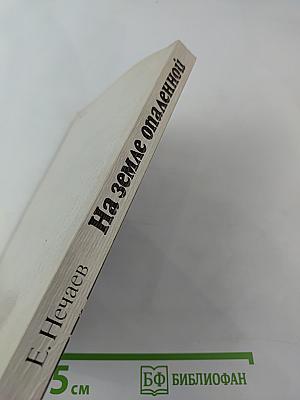 Е. Нечаев
На земле опаленной
5 см
БФ БИБЛИОФАН